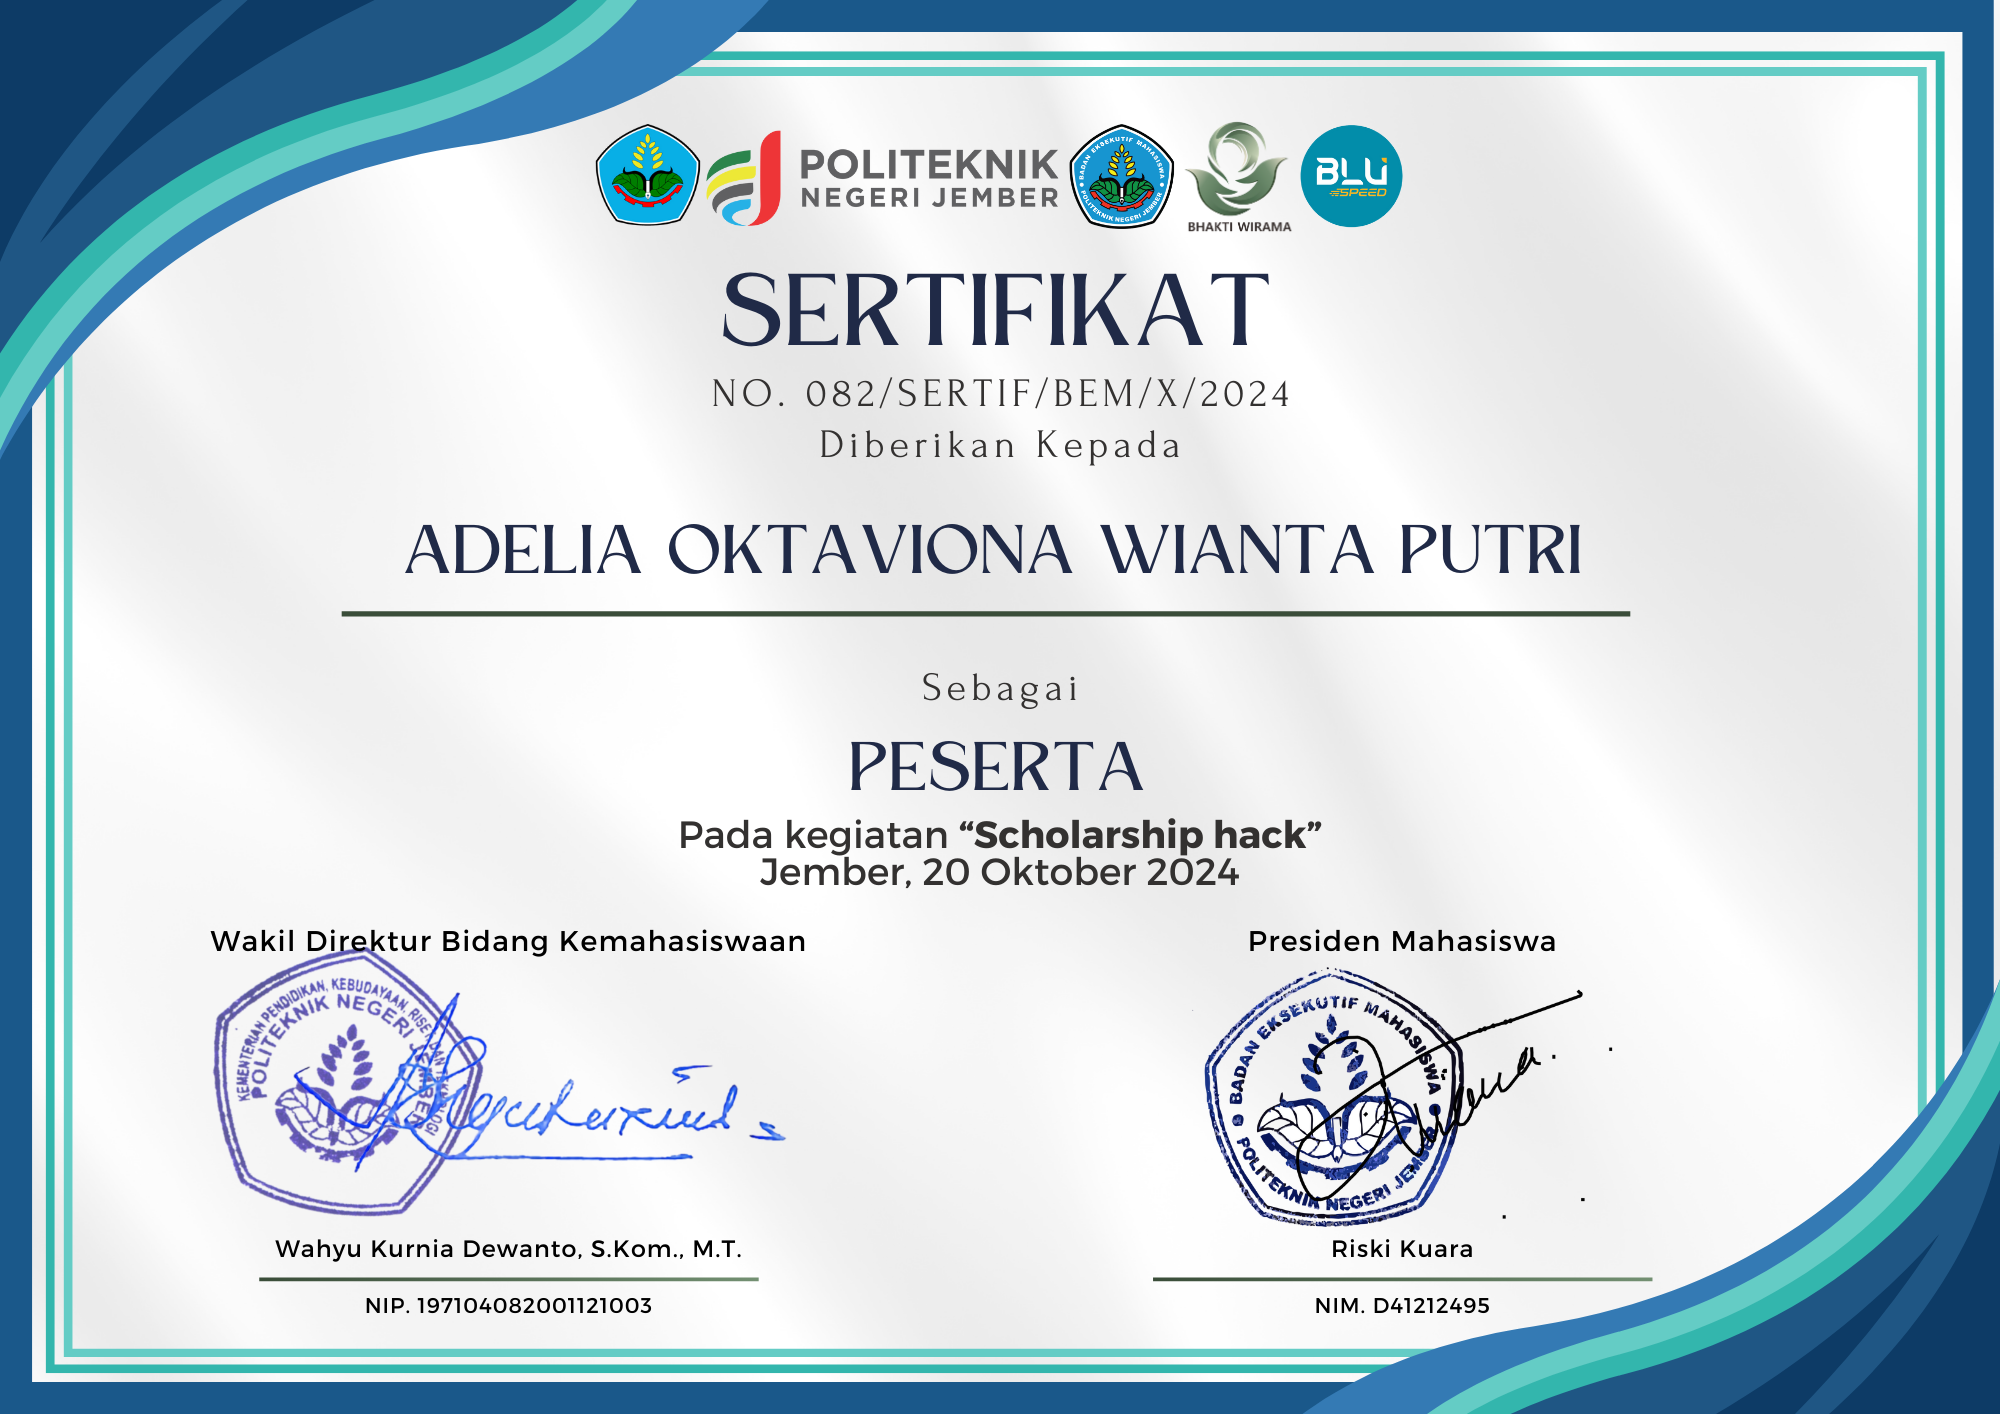 POLITEKNIK
NEGERI JEMBER
BADAN EKSEKUTIF MAHASISWA
POLITEKNIK NEGERI JEMBER
BHAKTI WIRAMA
BLU
SPEED
SERTIFIKAT
NO. 082/SERTIF/BEM/X/2024
Diberikan Kepada
ADELIA OKTAVIONA WIANTA PUTRI
Sebagai
PESERTA
Pada kegiatan “Scholarship hack”
Jember, 20 Oktober 2024
Wakil Direktur Bidang Kemahasiswaan
KEMENTERIAN PENDIDIKAN, KEBUDAYAAN, RISET DAN TEKNOLOGI
POLITEKNIK NEGERI JEMBER
Wahyu Kurnia Dewanto, S.Kom., M.T.
NIP. 197104082001121003
Presiden Mahasiswa
BADAN EKSEKUTIF MAHASISWA
POLITEKNIK NEGERI JEMBER
Riski Kuara
NIM. D41212495